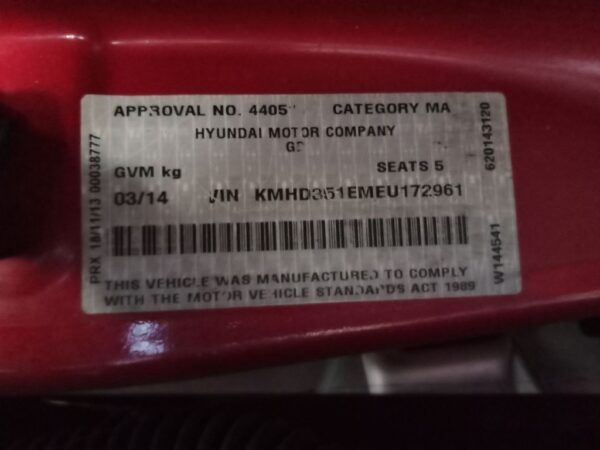 APPROVAL NO. 4405 CATEGORY MA
HYUNDAI MOTOR COMPANY
GVM kg SEATS 5
03/14 VIN KMHD351EMEU172961
THIS VEHICLE WAS MANUFACTURED TO COMPLY
WITH THE MOTOR VEHICLE STANDARDS ACT 1989
PRX 18/11/13 00038777
620143120
W144541